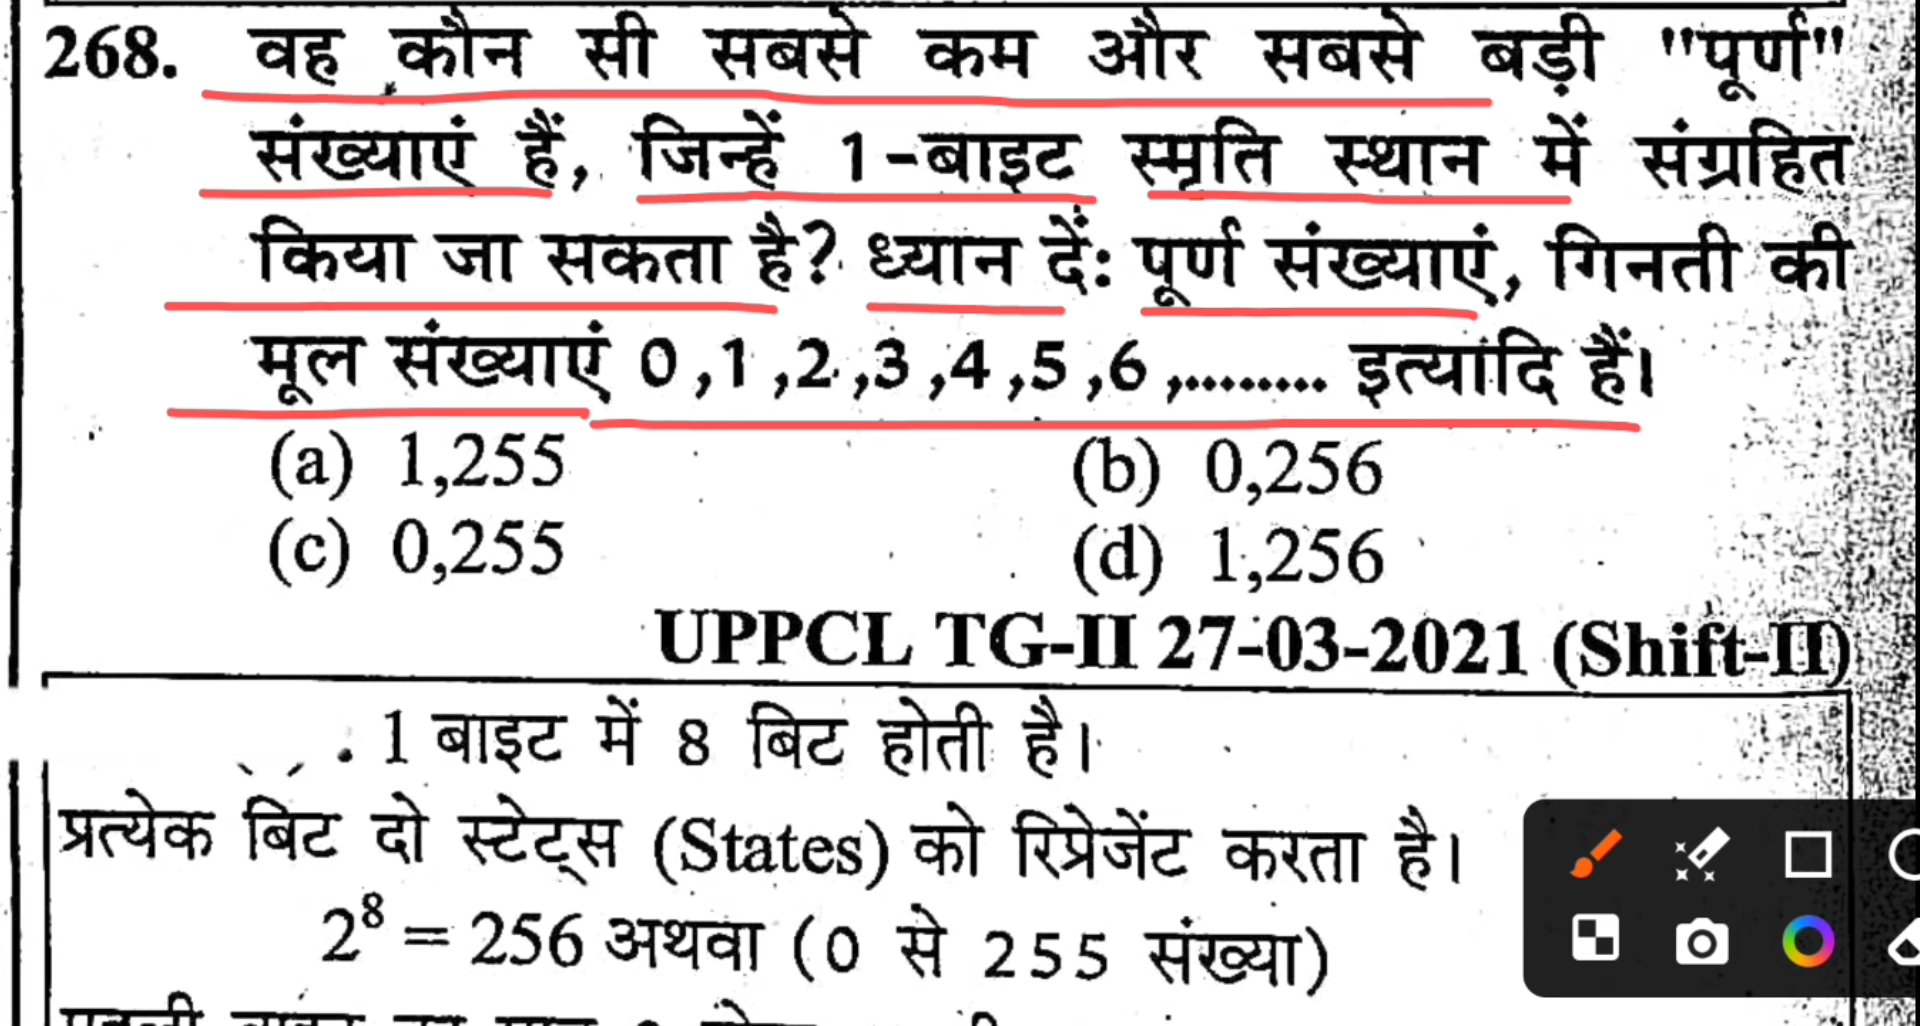 268. वह कौन सी सबसे कम और सबसे बड़ी "पूर्ण"
संख्याएं हैं, जिन्हें 1-बाइट स्मृति स्थान में संग्रहित
किया जा सकता है? ध्यान दें: पूर्ण संख्याएं, गिनती की
मूल संख्याएं 0,1,2,3,4,5,6,......... इत्यादि हैं।
(a) 1,255 (b) 0,256
(c) 0,255 (d) 1,256
UPPCL TG-II 27-03-2021 (Shift-II)
. 1 बाइट में 8 बिट होती है।
प्रत्येक बिट दो स्टेट्स (States) को रिप्रेजेंट करता है।
2⁸ = 256 अथवा (0 से 255 संख्या)